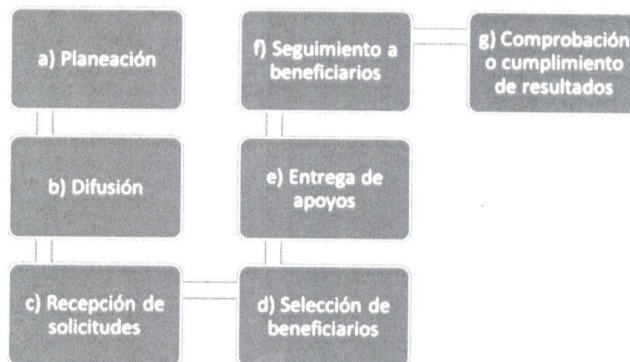 a) Planeación
b) Difusión
c) Recepción de
solicitudes
d) Selección de
beneficiarios
e) Entrega de
apoyos
f) Seguimiento a
beneficiarios
g) Comprobación
o cumplimiento
de resultados